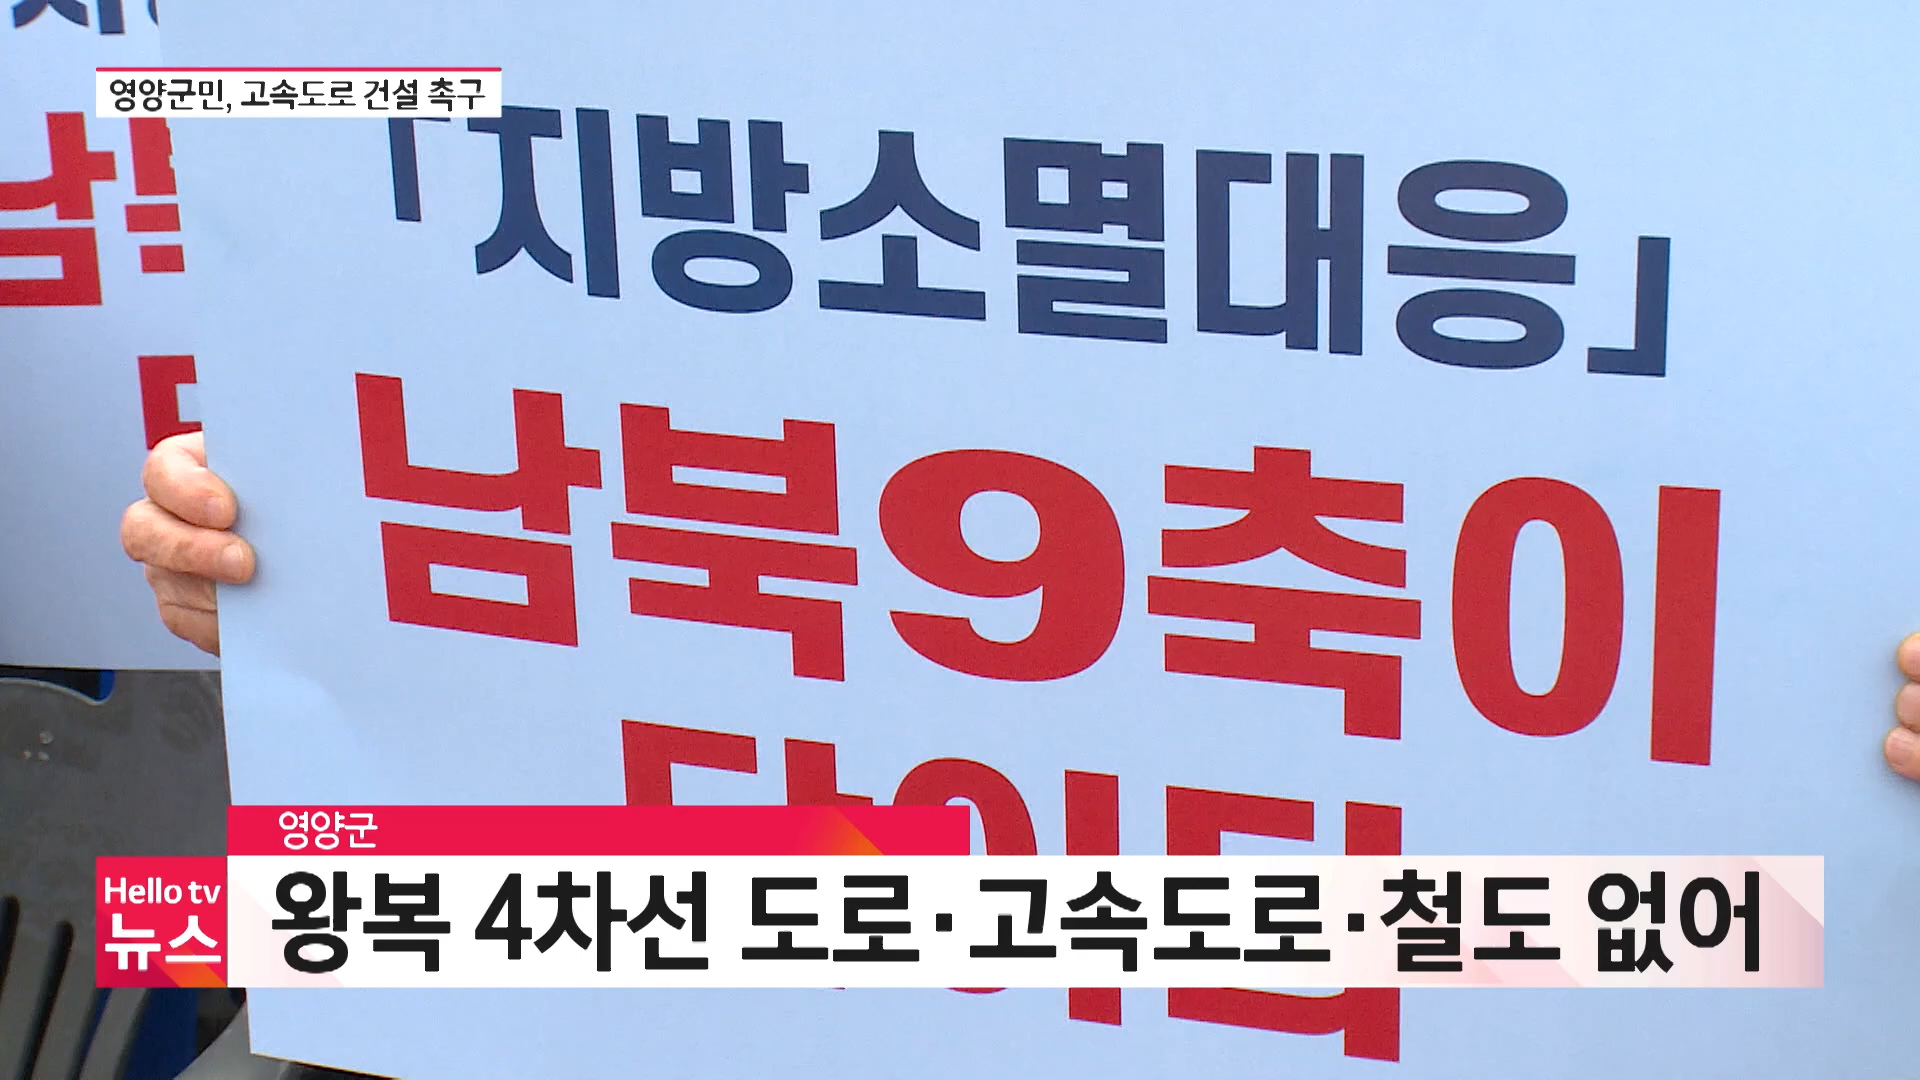 영양군민, 고속도로 건설 촉구
「지방소멸대응」
남북9축이
영양군
Hello tv
뉴스
왕복 4차선 도로·고속도로·철도 없어